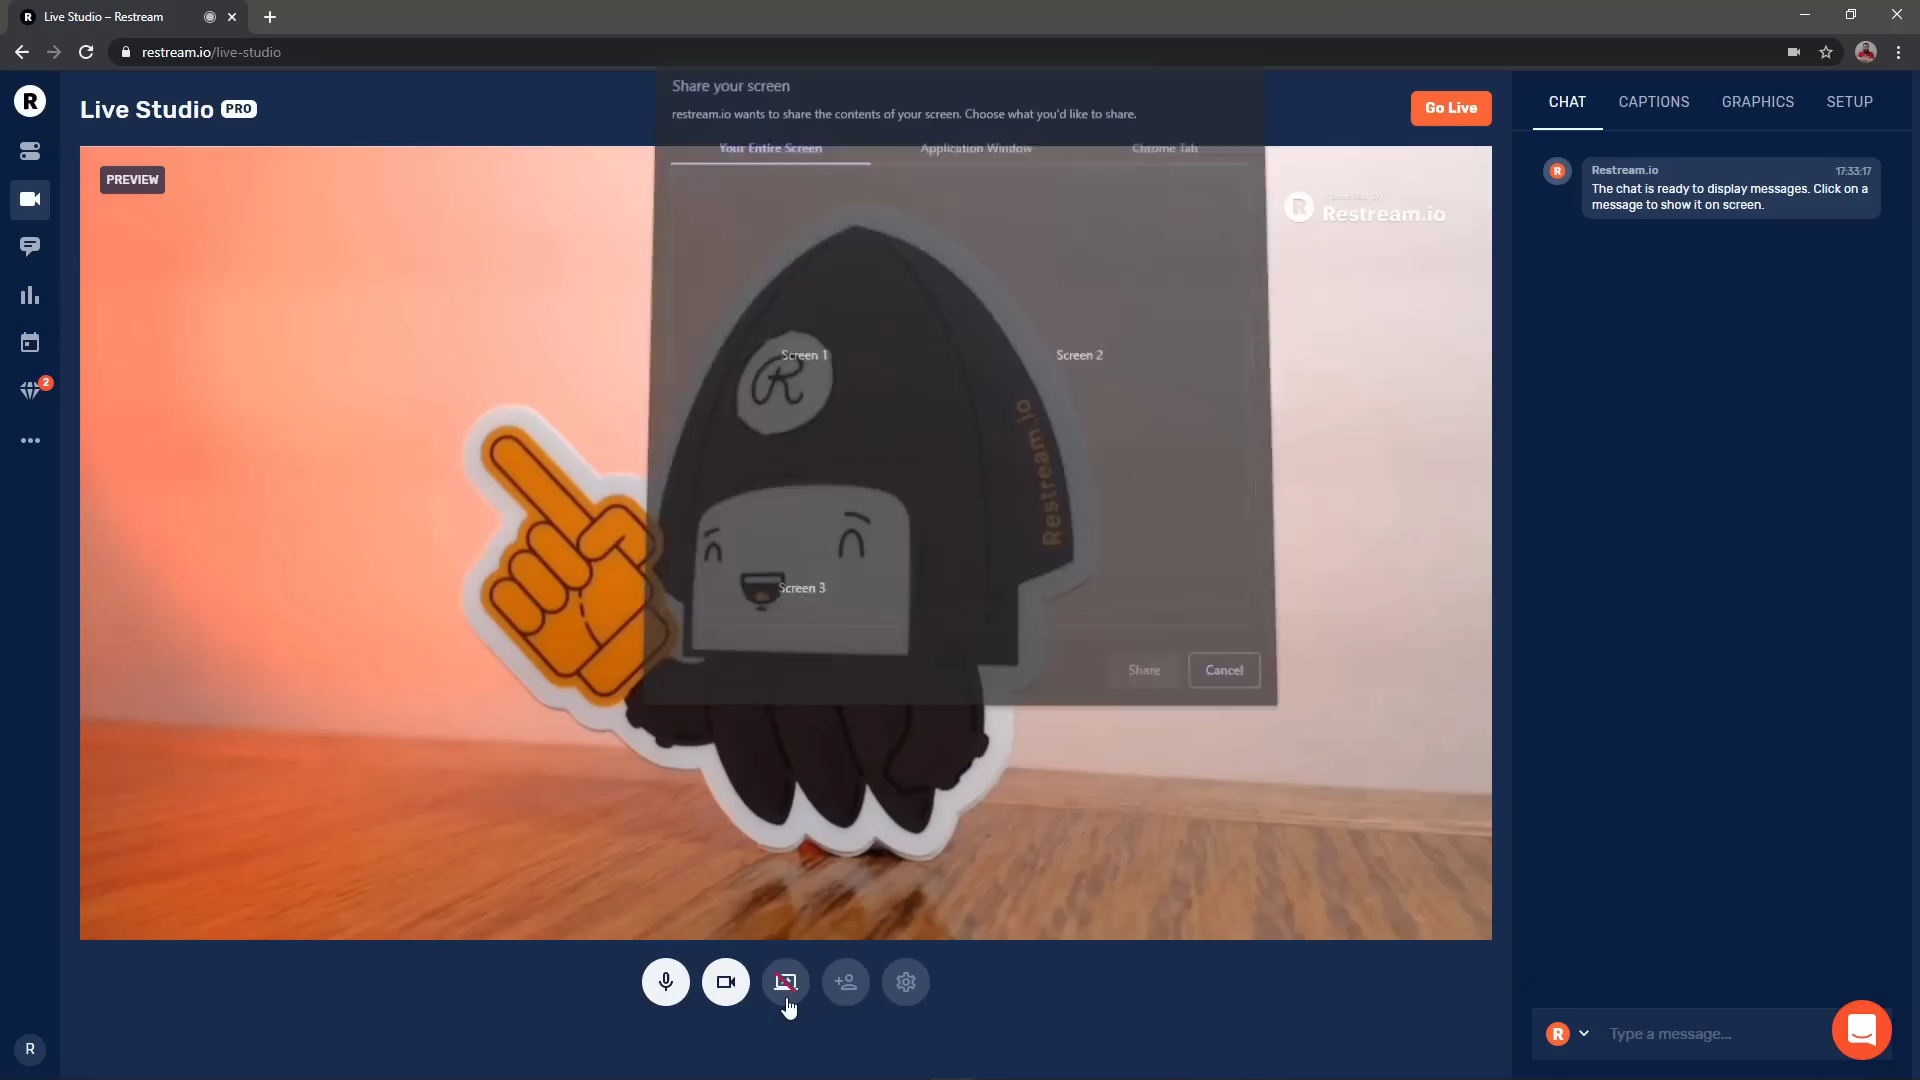 Live Studio – Restream
restream.io/live-studio
R
Live Studio PRO
Share your screen
restream.io wants to share the contents of your screen. Choose what you'd like to share.
Your Entire Screen
Application Window
Chrome Tab
Go Live
CHAT
CAPTIONS
GRAPHICS
SETUP
PREVIEW
R
Powered by
Restream.io
R
Restream.io
17:33:17
The chat is ready to display messages. Click on a
message to show it on screen.
Screen 1
Screen 2
R
Restream.io
2
Screen 3
Share
Cancel
R
R
Type a message...